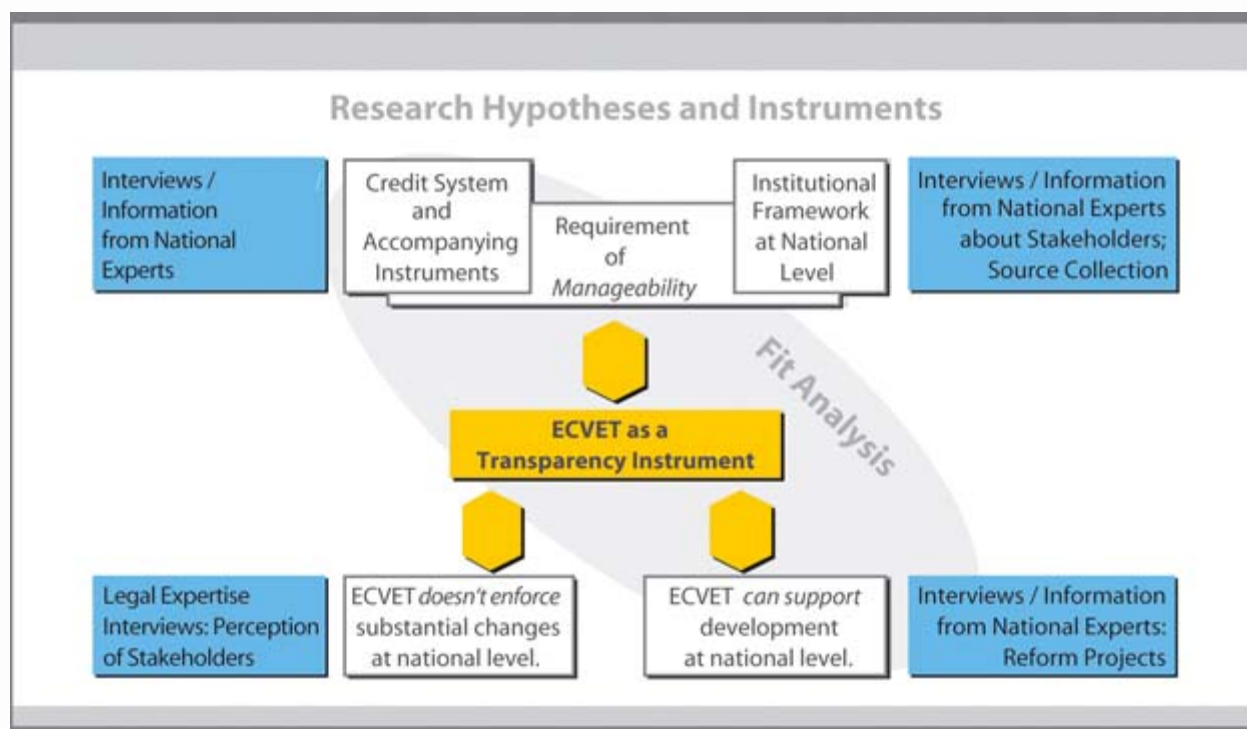 Research Hypotheses and Instruments
Interviews /
Information
from National
Experts
Credit System
and
Accompanying
Instruments
Requirement
of
Manageability
Institutional
Framework
at National
Level
Interviews / Information
from National Experts
about Stakeholders;
Source Collection
Fit Analysis
ECVET as a
Transparency Instrument
Legal Expertise
Interviews: Perception
of Stakeholders
ECVET doesn't enforce
substantial changes
at national level.
ECVET can support
development
at national level.
Interviews / Information
from National Experts:
Reform Projects